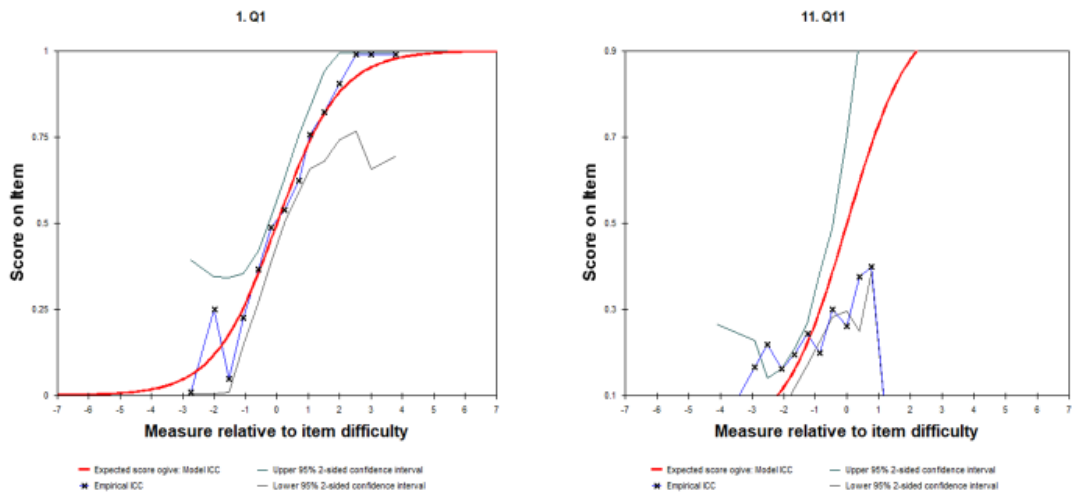 1. Q1
Score on Item
1
0.75
0.5
0.25
0
-7 -6 -5 -4 -3 -2 -1 0 1 2 3 4 5 6 7
Measure relative to item difficulty
Expected score ogive: Model ICC
Upper 95% 2-sided confidence interval
Empirical ICC
Lower 95% 2-sided confidence interval
11. Q11
Score on Item
0.9
0.7
0.5
0.3
0.1
-7 -6 -5 -4 -3 -2 -1 0 1 2 3 4 5 6 7
Measure relative to item difficulty
Expected score ogive: Model ICC
Upper 95% 2-sided confidence interval
Empirical ICC
Lower 95% 2-sided confidence interval